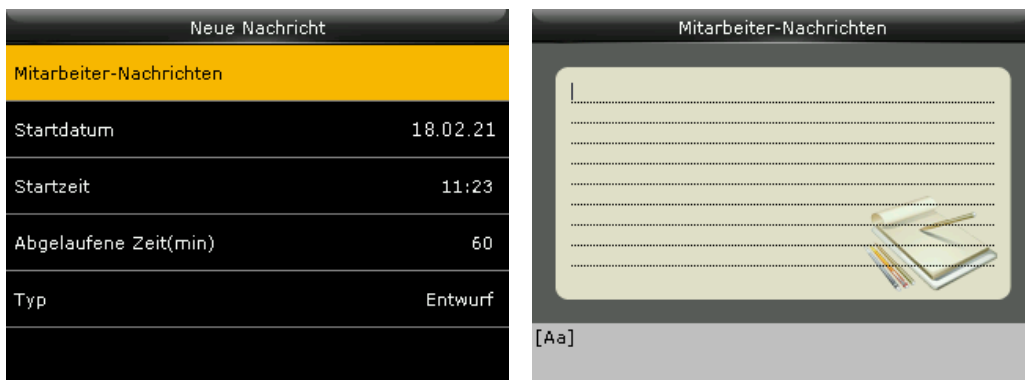 Neue Nachricht
Mitarbeiter-Nachrichten
Startdatum 18.02.21
Startzeit 11:23
Abgelaufene Zeit(min) 60
Typ Entwurf
Mitarbeiter-Nachrichten
[Aa]